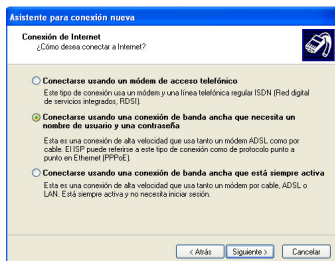 Asistente para conexión nueva
Conexión de Internet
¿Cómo desea conectar a Internet?
Conectarse usando un módem de acceso telefónico
Este tipo de conexión usa un módem y una línea telefónica regular ISDN (Red digital
de servicios integrados, RDSI).
Conectarse usando una conexión de banda ancha que necesita un
nombre de usuario y una contraseña
Esta es una conexión de alta velocidad que usa tanto un módem ADSL como por
cable. El ISP puede referirse a este tipo de conexión como de protocolo punto a
punto en Ethernet (PPPoE).
Conectarse usando una conexión de banda ancha que está siempre activa
Esta es una conexión de alta velocidad que usa tanto un módem por cable, ADSL o
LAN. Está siempre activa y no necesita iniciar sesión.
< Atrás
Siguiente >
Cancelar